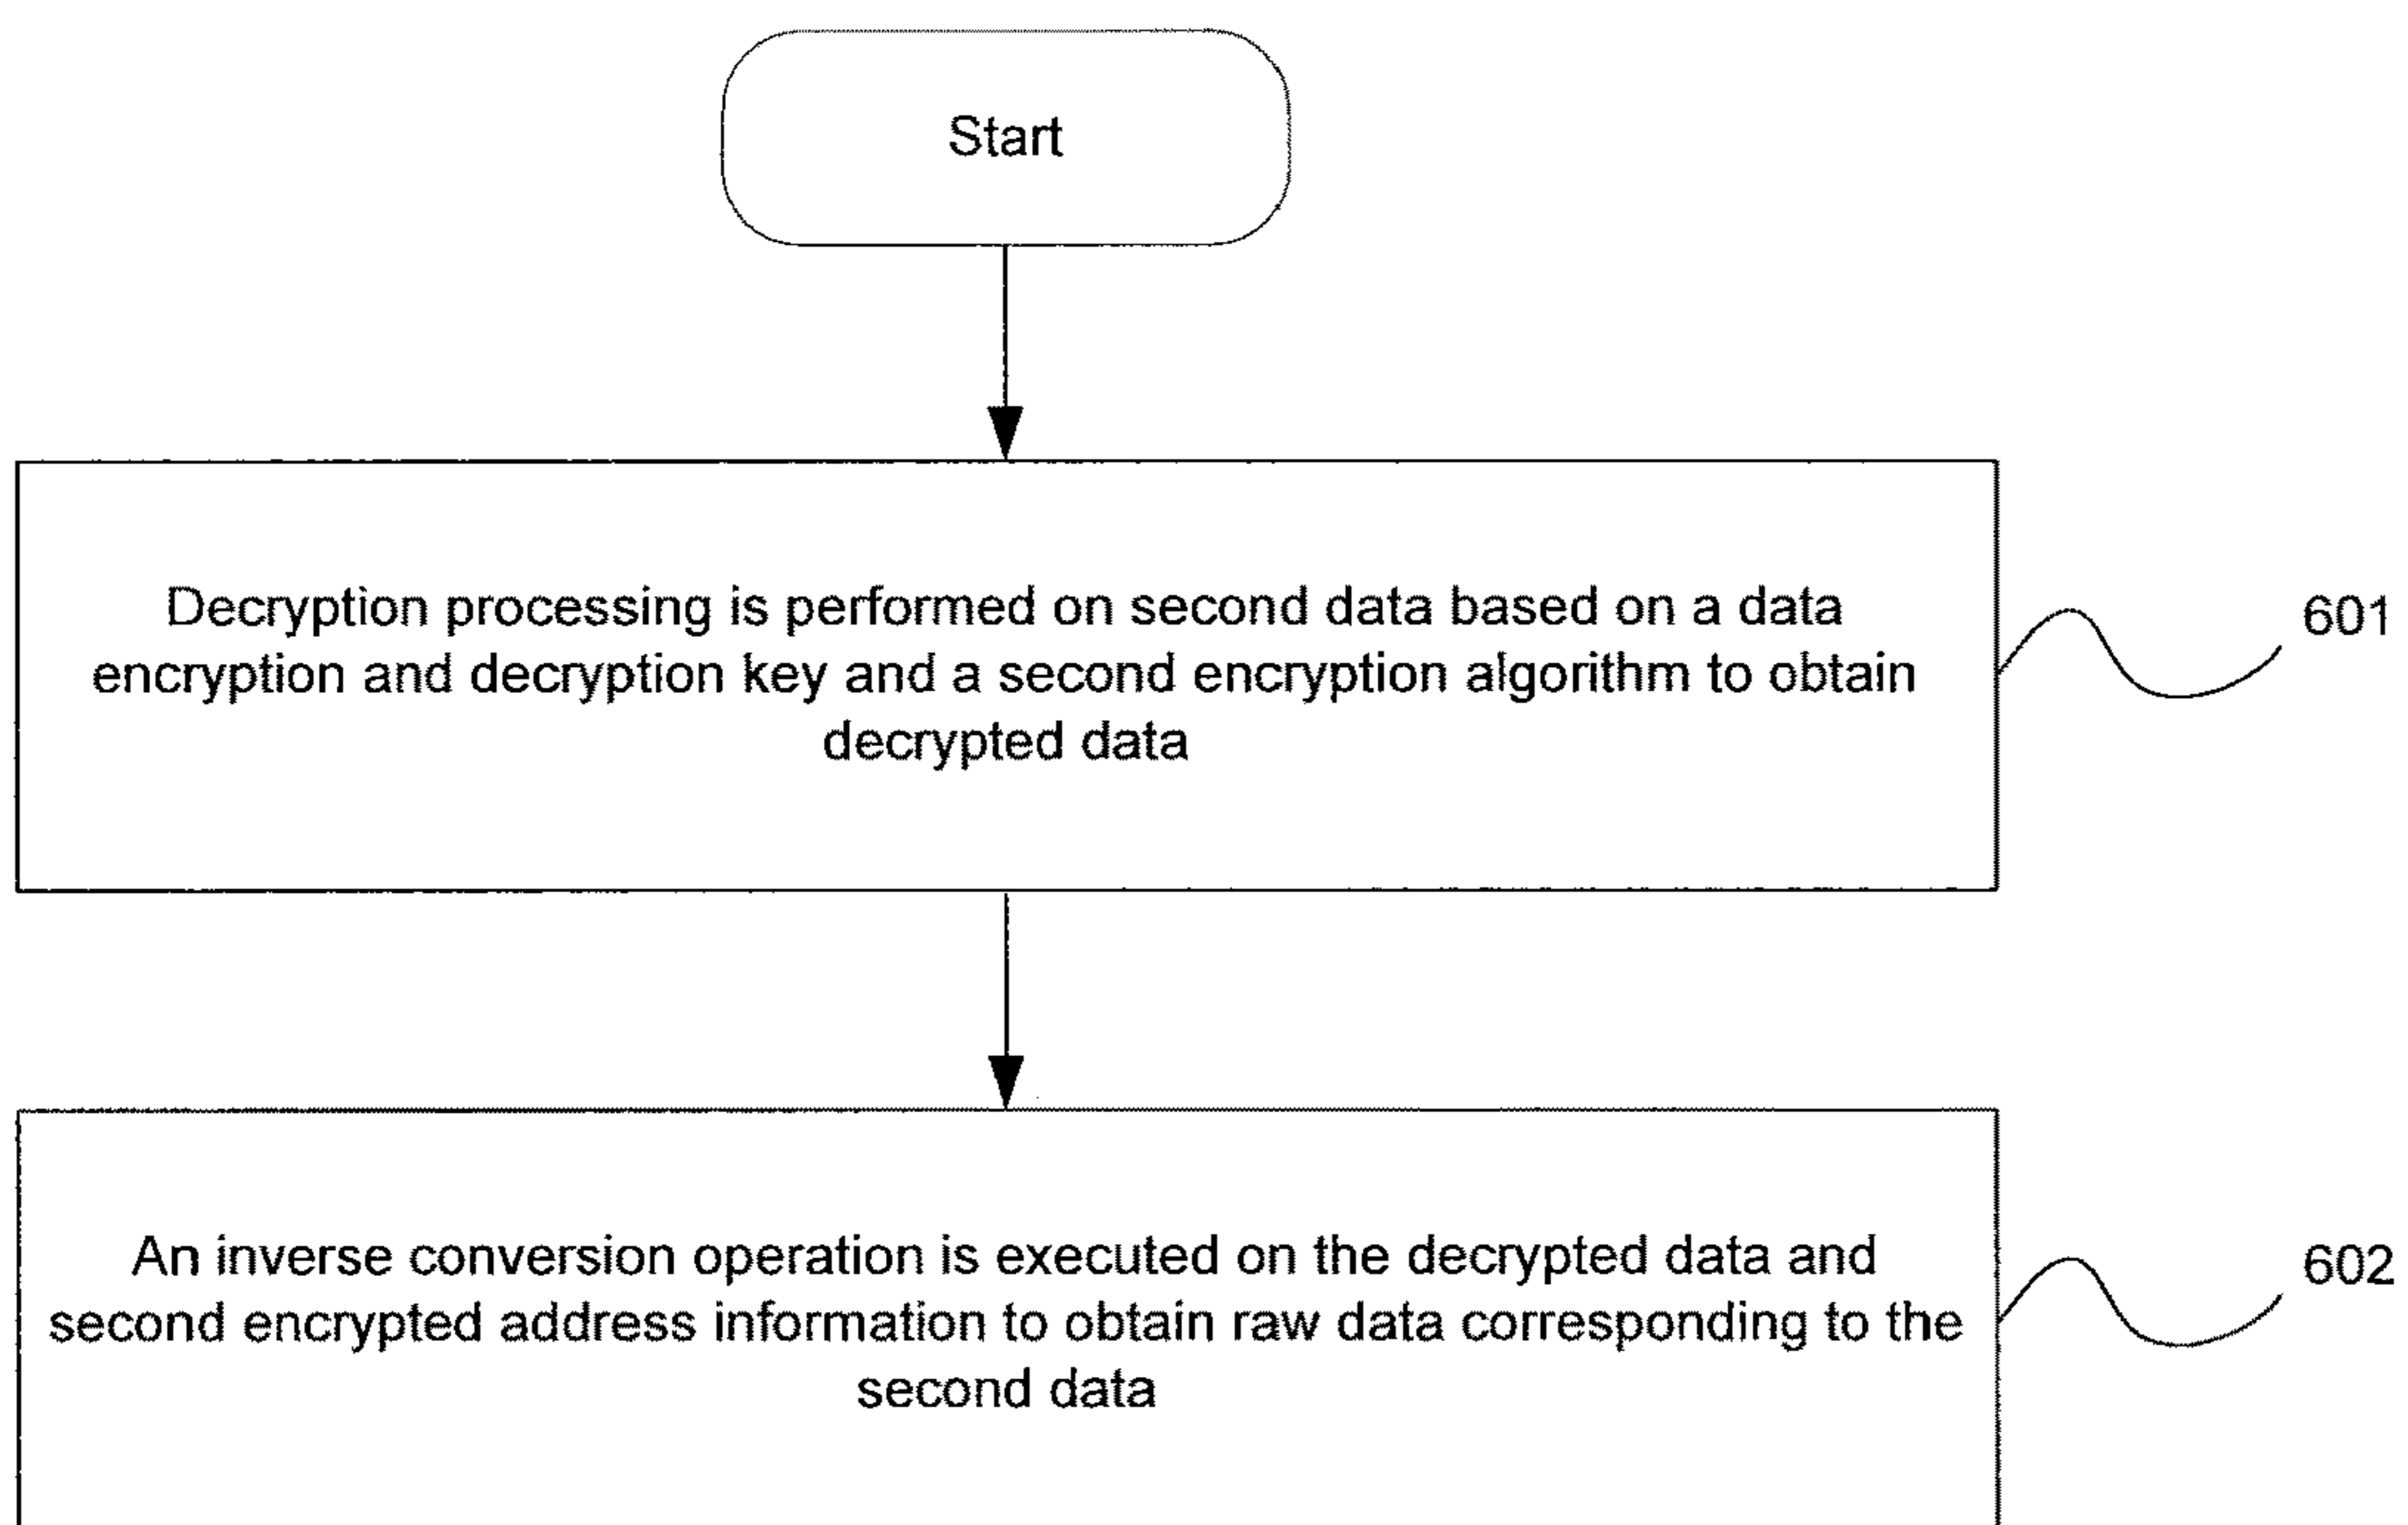 Start
Decryption processing is performed on second data based on a data
encryption and decryption key and a second encryption algorithm to obtain
decrypted data
601
An inverse conversion operation is executed on the decrypted data and
second encrypted address information to obtain raw data corresponding to the
second data
602